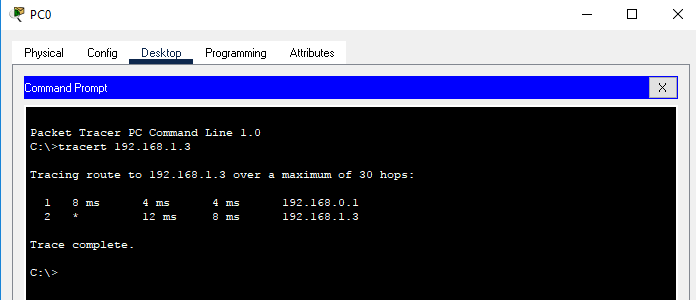 PC0
Physical Config Desktop Programming Attributes
Command Prompt X
Packet Tracer PC Command Line 1.0
C:\>tracert 192.168.1.3
Tracing route to 192.168.1.3 over a maximum of 30 hops:
1 8 ms 4 ms 4 ms 192.168.0.1
2 * 12 ms 8 ms 192.168.1.3
Trace complete.
C:\>